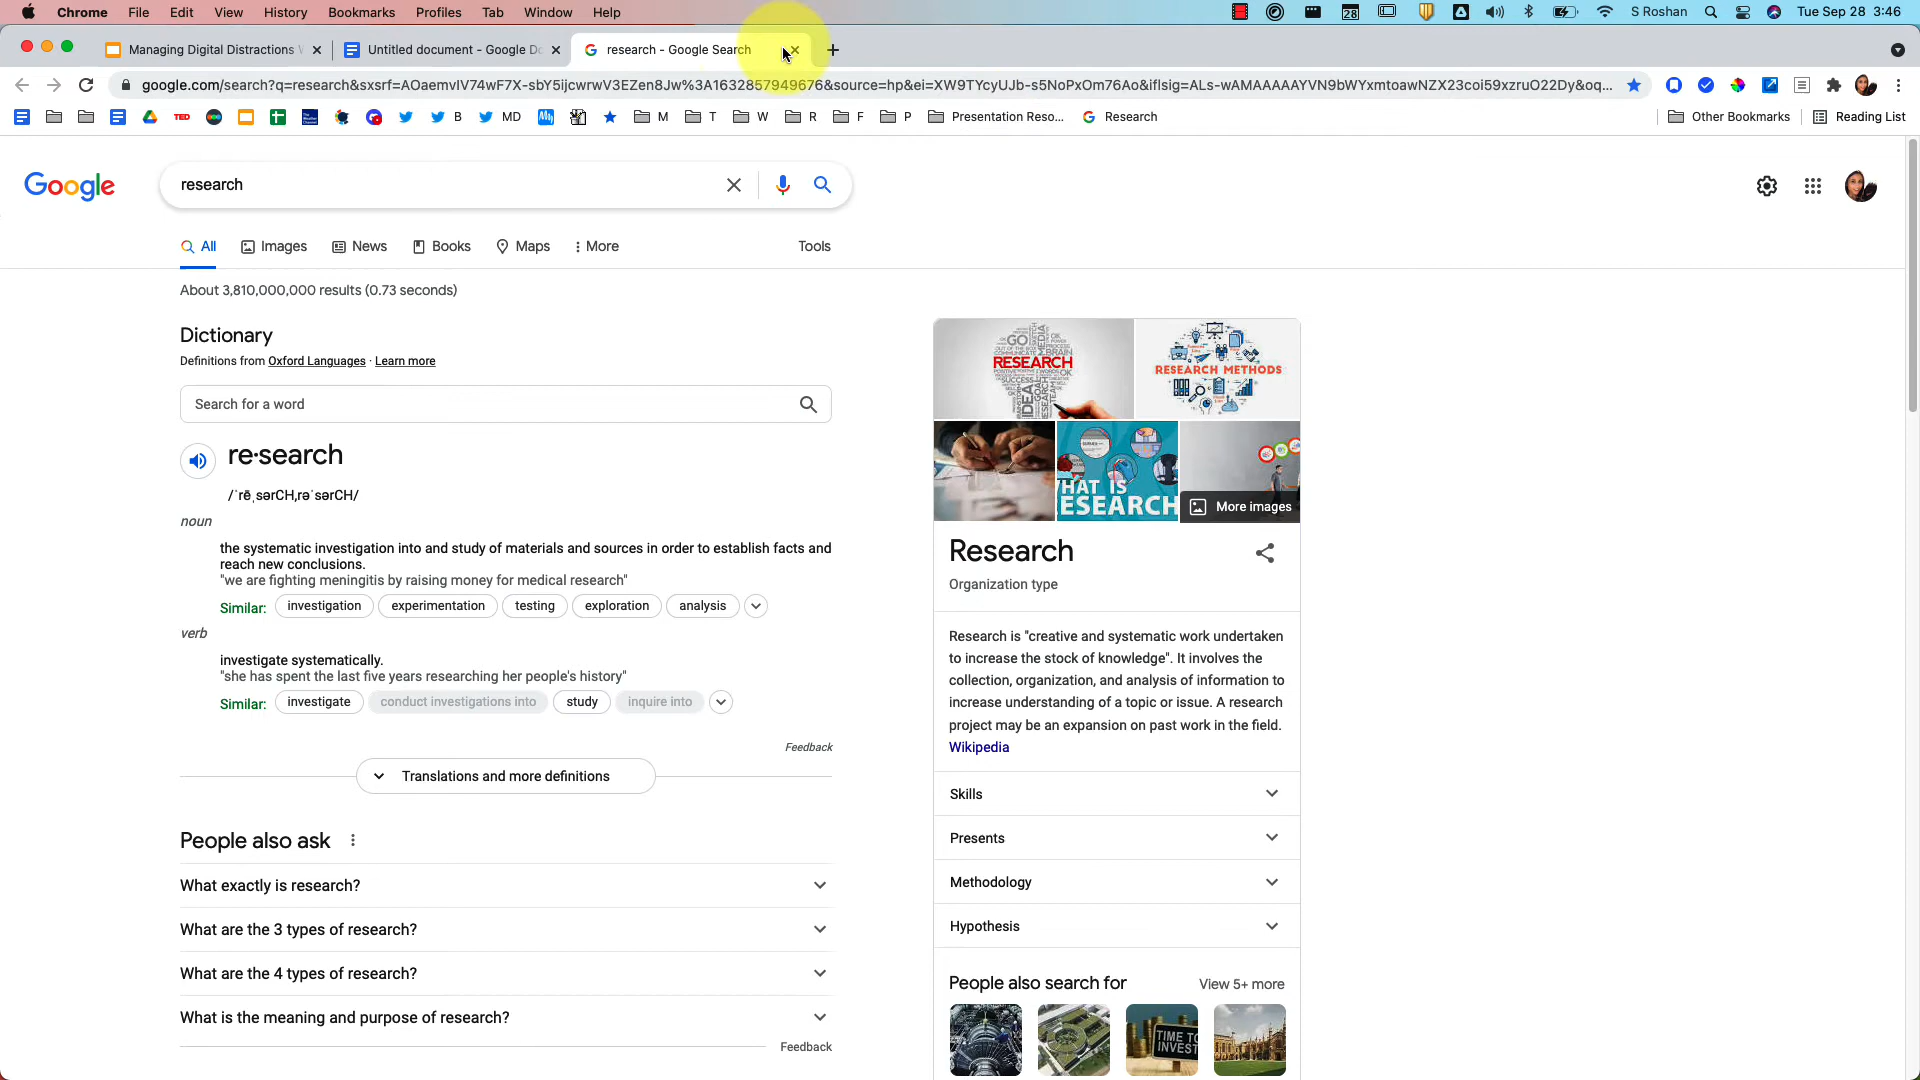 Chrome File Edit View History Bookmarks Profiles Tab Window Help
28 S Roshan Tue Sep 28 3:46
Managing Digital Distractions
Untitled document - Google Do
research - Google Search
google.com/search?q=research&sxsrf=AOaemvIV74wF7X-sbY5ijcwrwV3EZen8Jw%3A1632857949676&source=hp&ei=XW9TYcyUJb-s5NoPxOm76Ao&iflsig=ALs-wAMAAAAAYVN9bWYxmtoawNZX23coi59xzruO22Dy&oq...
TED B MD My M T W R F P Presentation Reso... Research Other Bookmarks Reading List
Google
research
All Images News Books Maps More Tools
About 3,810,000,000 results (0.73 seconds)
Dictionary
Definitions from Oxford Languages · Learn more
Search for a word
re·search
/ˈrēˌsərCH,rəˈsərCH/
noun
the systematic investigation into and study of materials and sources in order to establish facts and
reach new conclusions.
"we are fighting meningitis by raising money for medical research"
Similar: investigation experimentation testing exploration analysis
verb
investigate systematically.
"she has spent the last five years researching her people's history"
Similar: investigate conduct investigations into study inquire into
Feedback
Translations and more definitions
People also ask
What exactly is research?
What are the 3 types of research?
What are the 4 types of research?
What is the meaning and purpose of research?
Feedback
GO
RESEARCH
SUCCESS
IDEA
RESEARCH METHODS
WHAT IS
ESEARCH
More images
Research
Organization type
Research is "creative and systematic work undertaken
to increase the stock of knowledge". It involves the
collection, organization, and analysis of information to
increase understanding of a topic or issue. A research
project may be an expansion on past work in the field.
Wikipedia
Skills
Presents
Methodology
Hypothesis
People also search for View 5+ more
TIME TO
INVEST